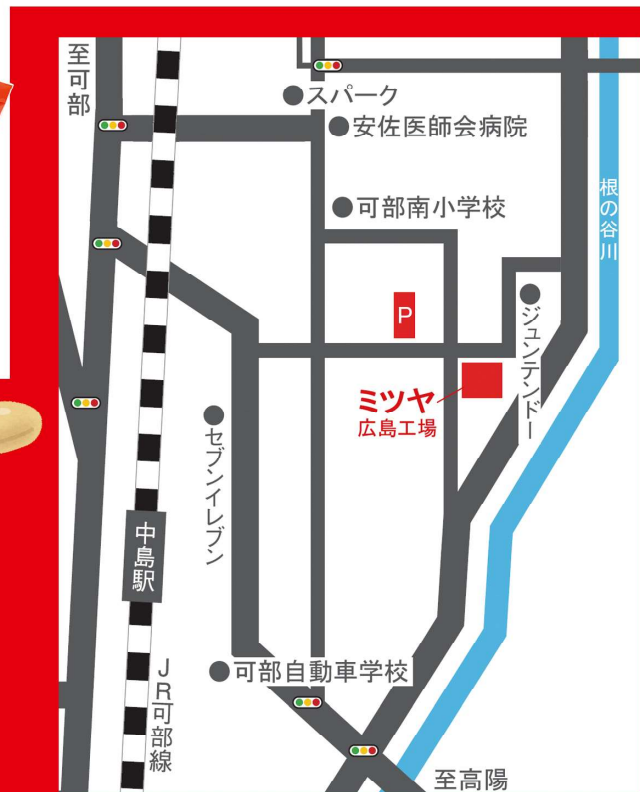 至可部
スパーク
安佐医師会病院
可部南小学校
根の谷川
P
ジュンテンドー
ミツヤ
広島工場
セブンイレブン
中島駅
可部自動車学校
JR可部線
至高陽